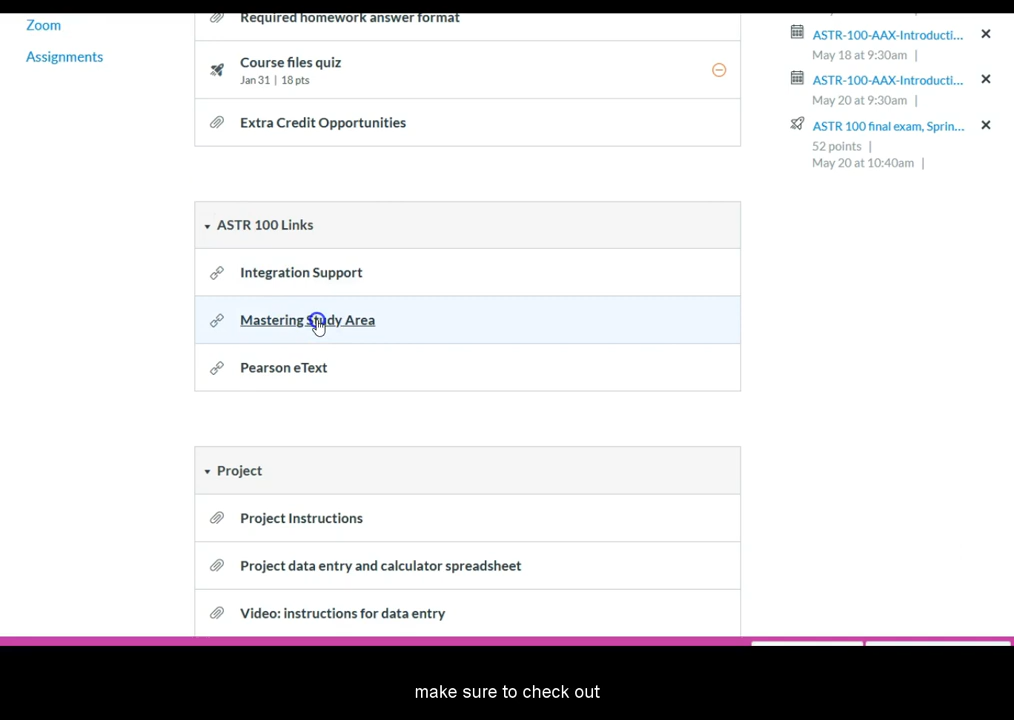 Zoom
Assignments
Required homework answer format
Course files quiz
Jan 31 | 18 pts
Extra Credit Opportunities
ASTR 100 Links
Integration Support
Mastering Study Area
Pearson eText
Project
Project Instructions
Project data entry and calculator spreadsheet
Video: instructions for data entry
ASTR-100-AAX-Introducti...
May 18 at 9:30am |
ASTR-100-AAX-Introducti...
May 20 at 9:30am |
ASTR 100 final exam, Sprin...
52 points |
May 20 at 10:40am |
make sure to check out